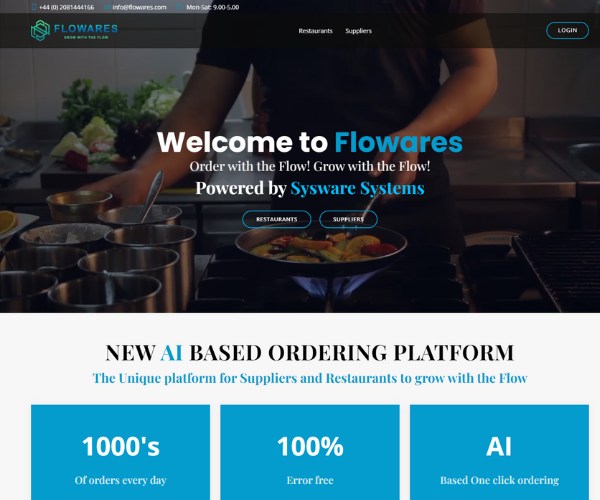 +44 (0) 2081444166 info@flowares.com Mon-Sat: 9.00-5.00
FLOWARES
GROW WITH THE FLOW
Restaurants Suppliers
LOGIN
Welcome to Flowares
Order with the Flow! Grow with the Flow!
Powered by Sysware Systems
RESTAURANTS SUPPLIERS
NEW AI BASED ORDERING PLATFORM
The Unique platform for Suppliers and Restaurants to grow with the Flow
1000's
Of orders every day
100%
Error free
AI
Based One click ordering